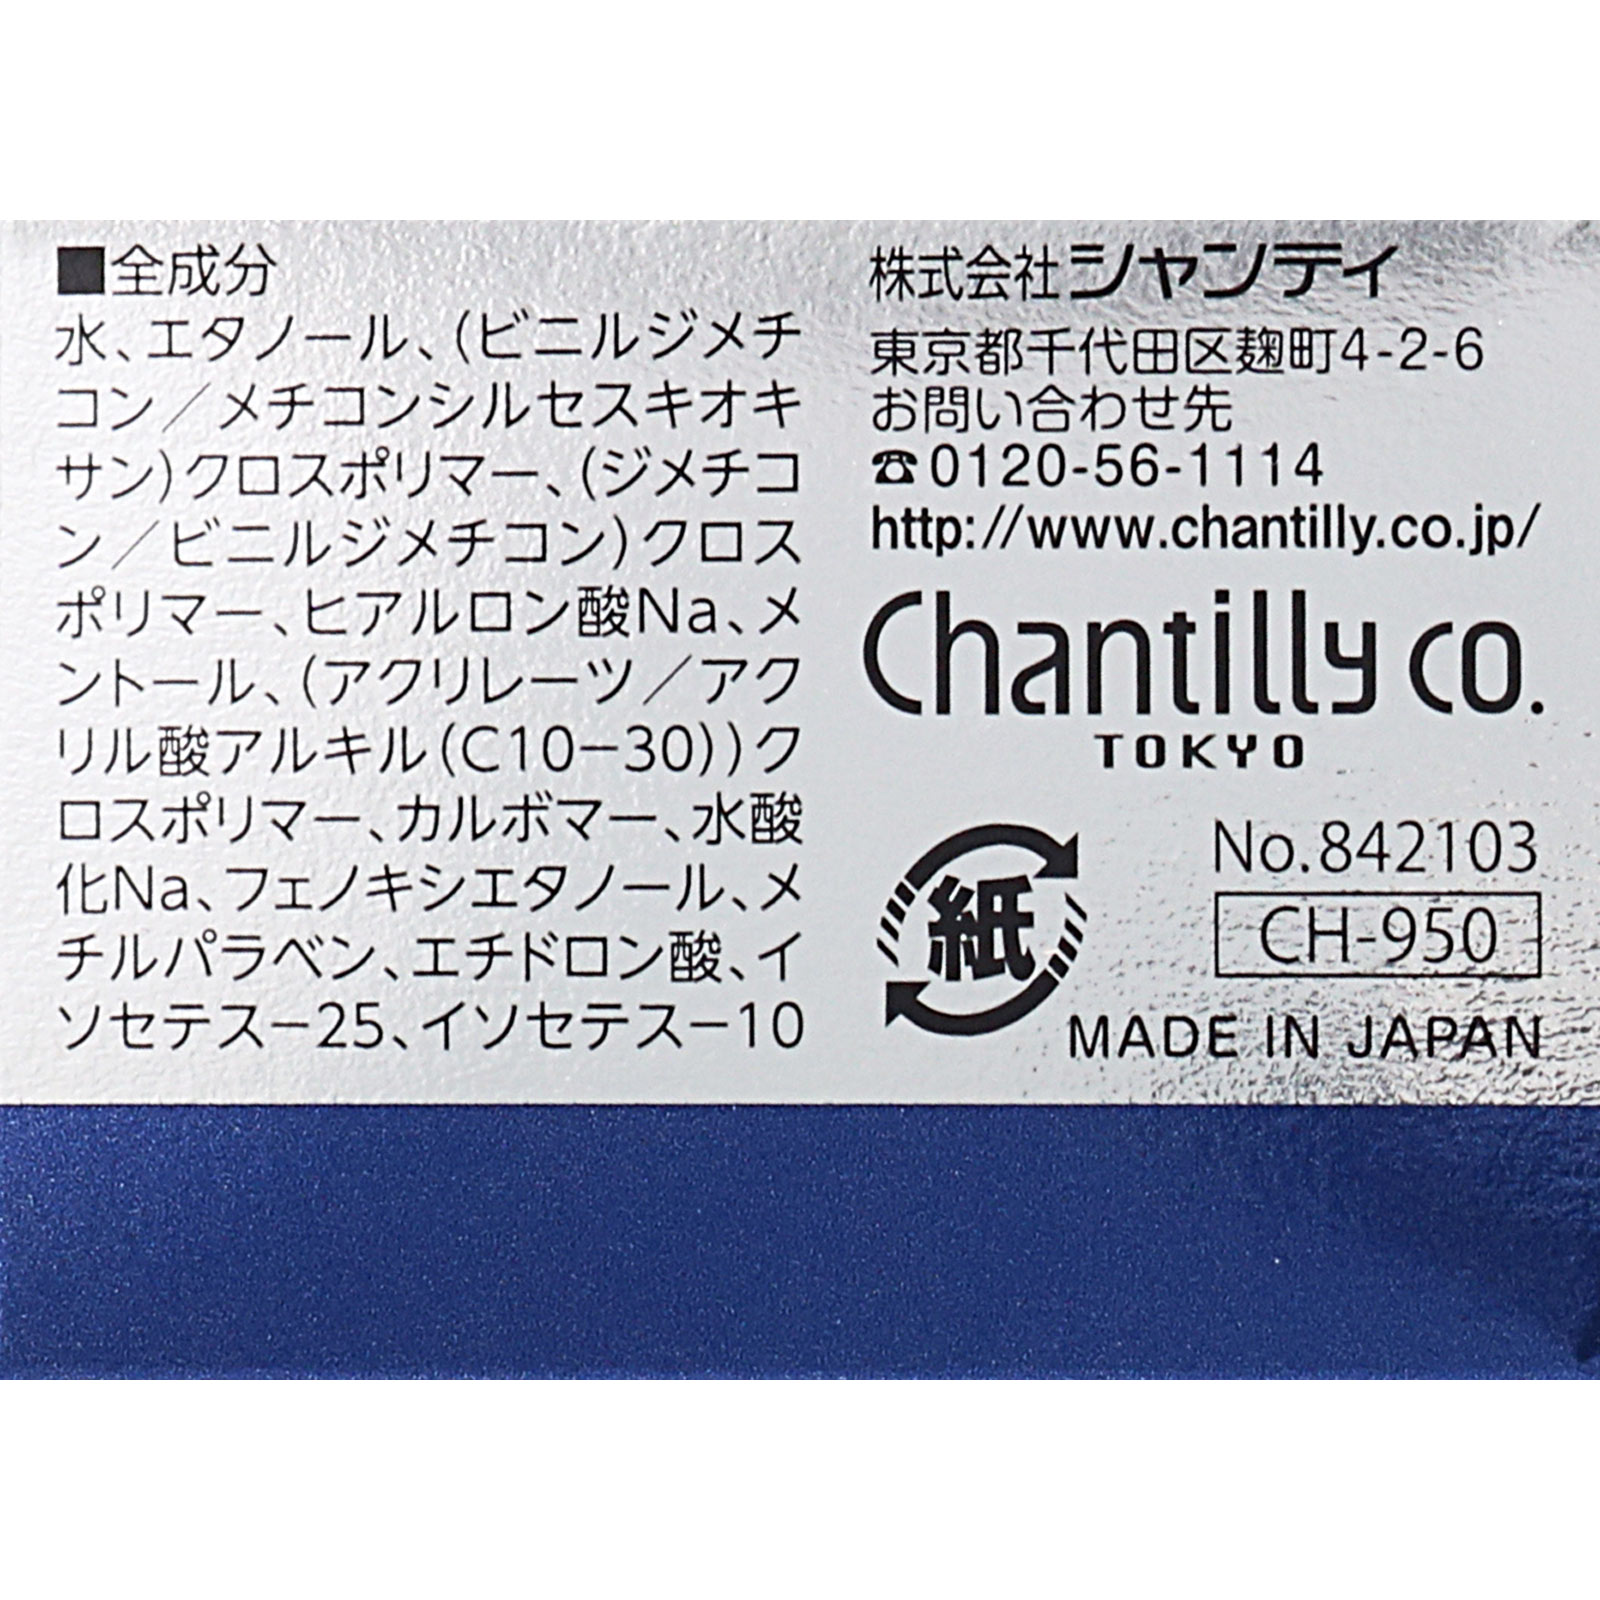 ■全成分
水、エタノール、(ビニルジメチ
コン／メチコンシルセスキオキ
サン)クロスポリマー、(ジメチコ
ン／ビニルジメチコン)クロス
ポリマー、ヒアルロン酸Na、メ
ントール、(アクリレーツ／アク
リル酸アルキル(C10−30))ク
ロスポリマー、カルボマー、水酸
化Na、フェノキシエタノール、メ
チルパラベン、エチドロン酸、イ
ソセテス−25、イソセテス−10
株式会社シャンティ
東京都千代田区麹町4-2-6
お問い合わせ先
☎0120-56-1114
http://www.chantilly.co.jp/
Chantilly co.
TOKYO
No.842103
CH-950
紙
MADE IN JAPAN